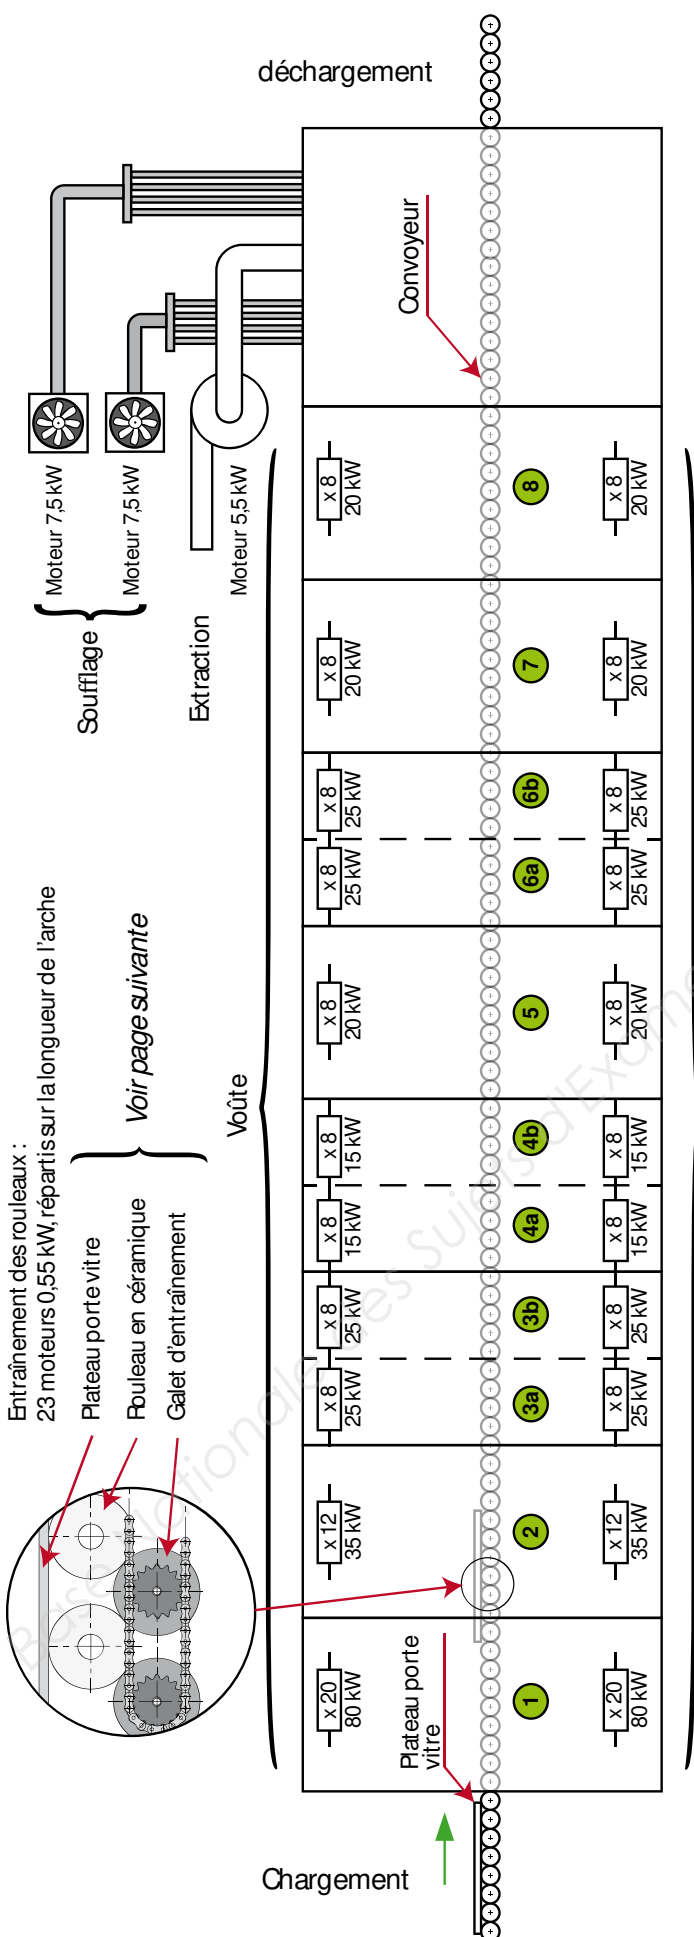 déchargement
Convoyeur
Moteur 7,5 kW
Moteur 7,5 kW
Moteur 5,5 kW
Soufflage
Extraction
Entraînement des rouleaux :
23 moteurs 0,55 kW, répartis sur la longueur de l'arche
Plateau porte vitre
Rouleau en céramique
Galet d'entraînement
Voir page suivante
Voûte
x 20
80 kW
x 12
35 kW
x 8
25 kW
x 8
25 kW
x 8
15 kW
x 8
15 kW
x 8
20 kW
x 8
25 kW
x 8
25 kW
x 8
20 kW
x 8
20 kW
1
2
3a
3b
4a
4b
5
6a
6b
7
8
x 20
80 kW
x 12
35 kW
x 8
25 kW
x 8
25 kW
x 8
15 kW
x 8
15 kW
x 8
20 kW
x 8
25 kW
x 8
25 kW
x 8
20 kW
x 8
20 kW
Plateau porte
vitre
Chargement
Base Nationale des Sujets d'Exame